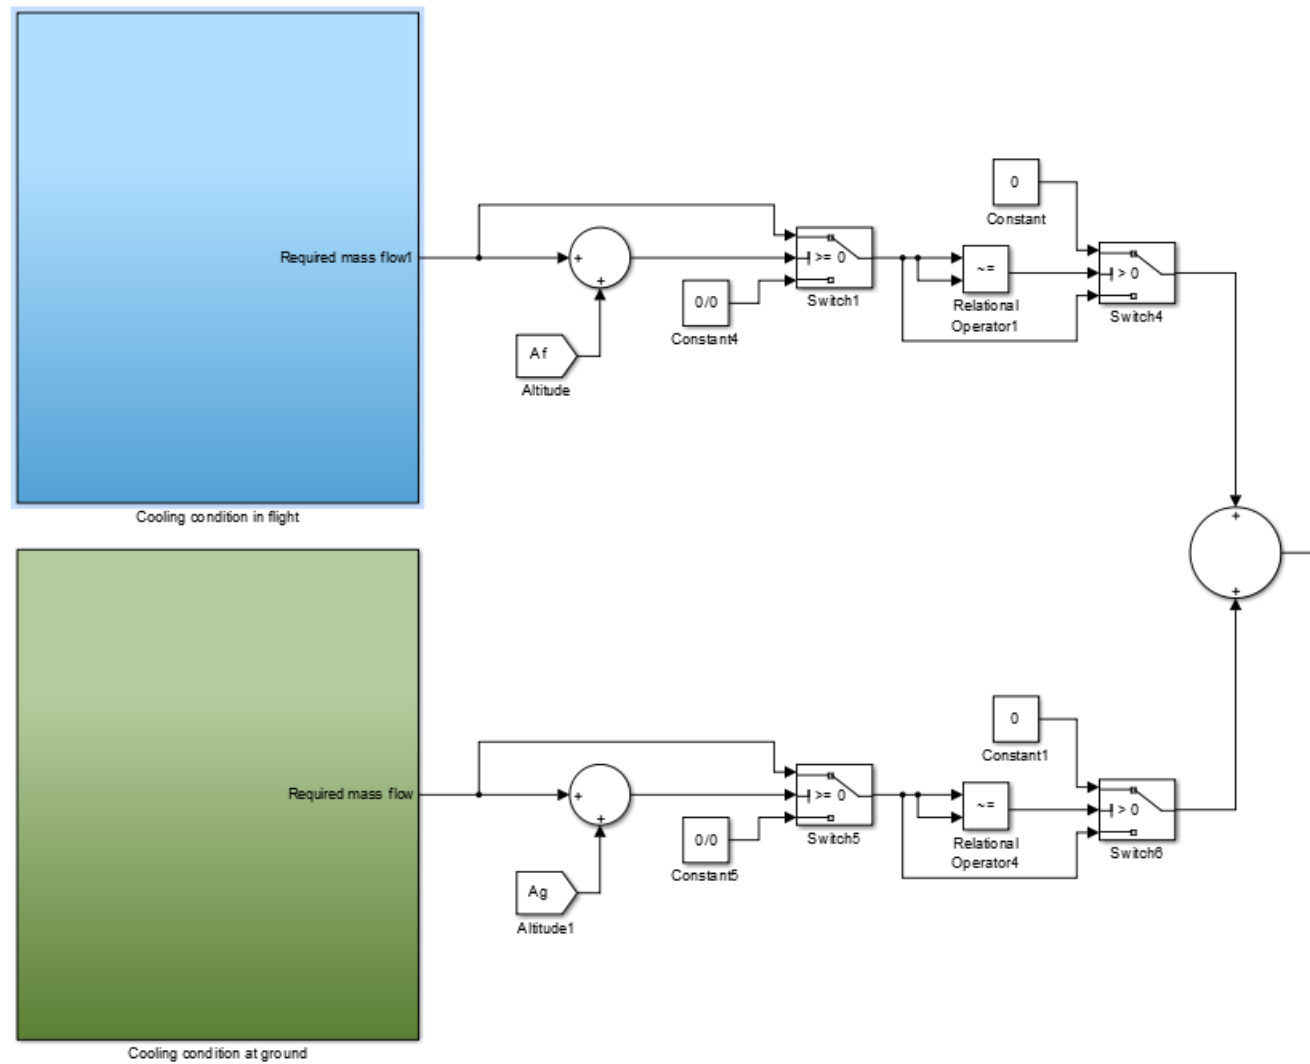 0
Constant
Required mass flow1
+
+
>= 0
Switch1
~=
Relational
Operator1
> 0
Switch4
0/0
Constant4
Af
Altitude
Cooling condition in flight
+
+
0
Constant1
Required mass flow
+
+
>= 0
Switch5
~=
Relational
Operator4
> 0
Switch6
0/0
Constant5
Ag
Altitude1
Cooling condition at ground